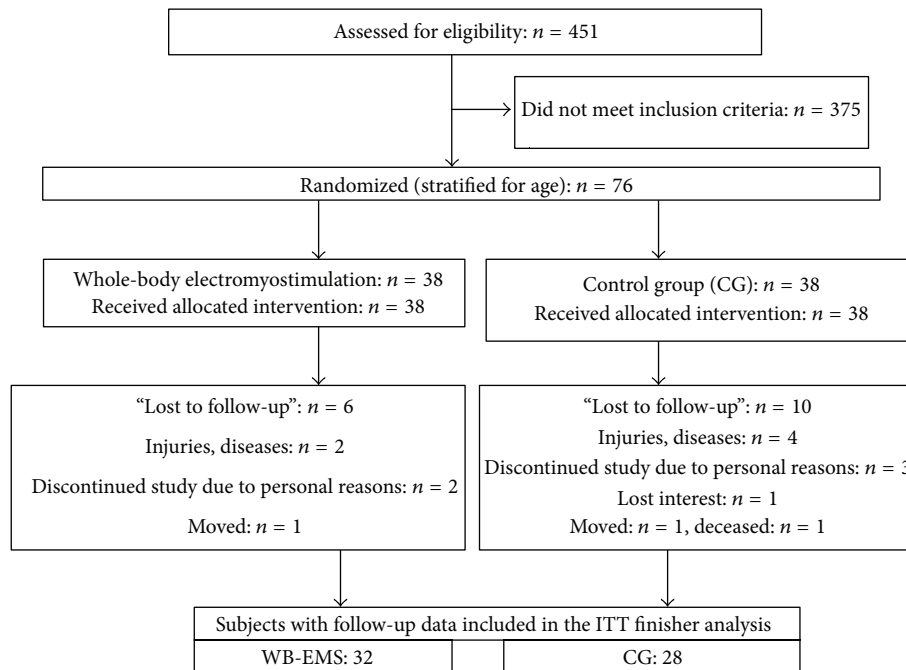 Assessed for eligibility: n = 451
Did not meet inclusion criteria: n = 375
Randomized (stratified for age): n = 76
Whole-body electromyostimulation: n = 38
Received allocated intervention: n = 38
Control group (CG): n = 38
Received allocated intervention: n = 38
“Lost to follow-up”: n = 6
Injuries, diseases: n = 2
Discontinued study due to personal reasons: n = 2
Moved: n = 1
“Lost to follow-up”: n = 10
Injuries, diseases: n = 4
Discontinued study due to personal reasons: n = 3
Lost interest: n = 1
Moved: n = 1, deceased: n = 1
Subjects with follow-up data included in the ITT finisher analysis
WB-EMS: 32
CG: 28